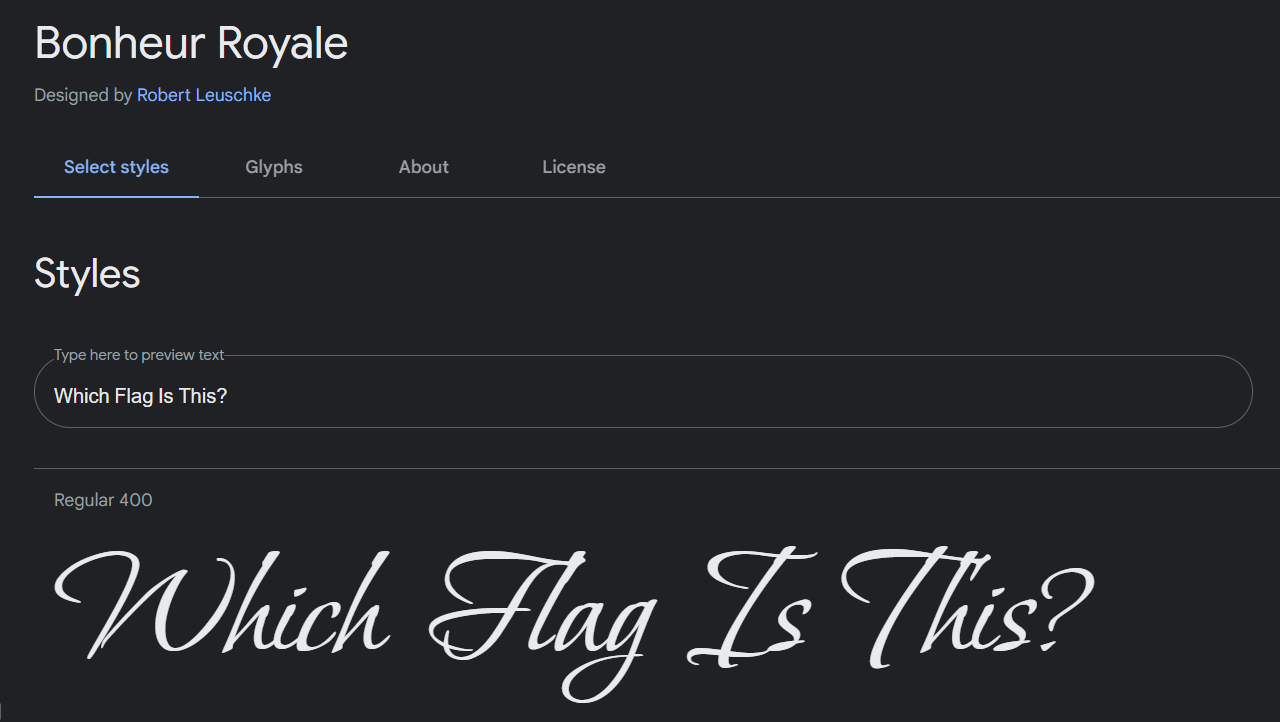 Bonheur Royale
Designed by Robert Leuschke
Select styles Glyphs About License
Styles
Type here to preview text
Which Flag Is This?
Regular 400
Which Flag Is This?